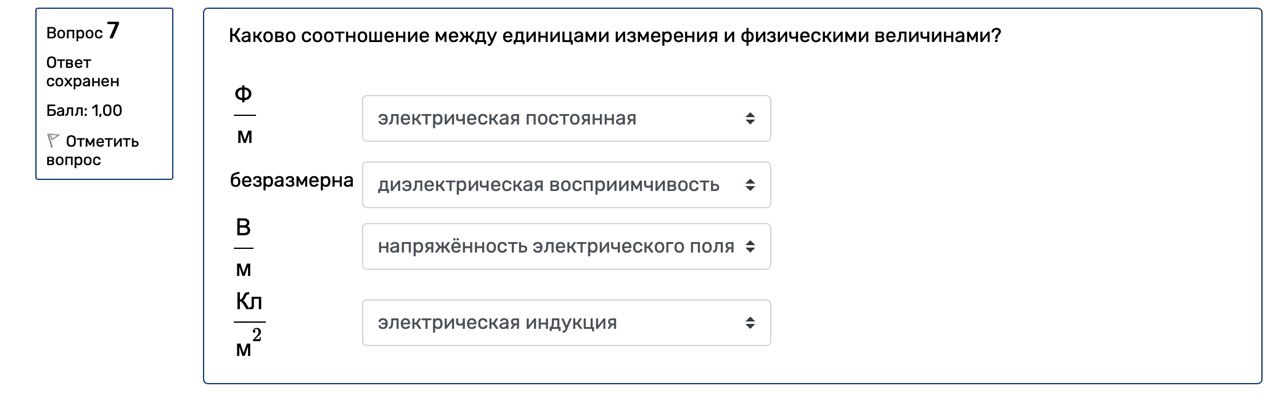 Вопрос 7
Ответ
сохранен
Балл: 1,00
Отметить
вопрос
Каково соотношение между единицами измерения и физическими величинами?
Ф
м
электрическая постоянная
безразмерна
диэлектрическая восприимчивость
В
м
напряжённость электрического поля
Кл
м²
электрическая индукция